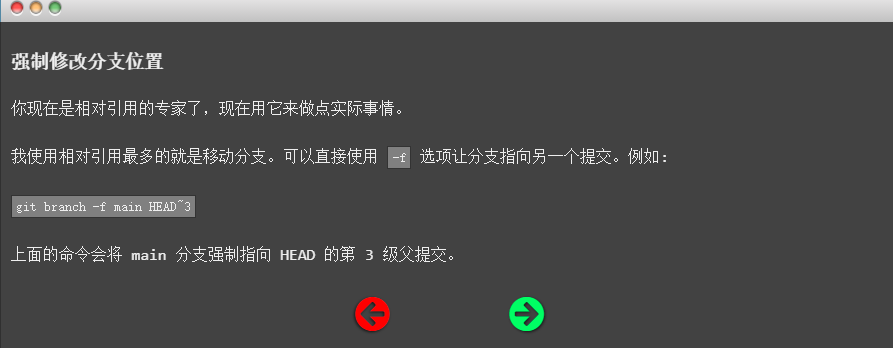 强制修改分支位置
你现在是相对引用的专家了，现在用它来做点实际事情。
我使用相对引用最多的就是移动分支。可以直接使用 -f 选项让分支指向另一个提交。例如:
git branch -f main HEAD~3
上面的命令会将 main 分支强制指向 HEAD 的第 3 级父提交。